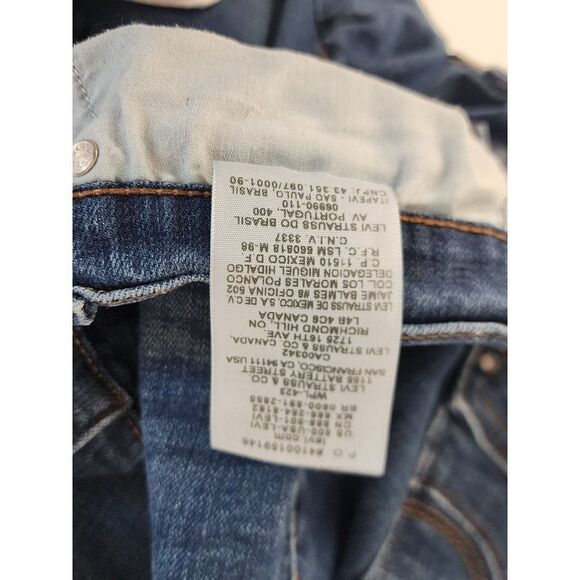 P.O. #4100159146
levi.com
US 800-USA-LEVI
CN 888-501-LEVI
MX 866-264-8182
BR 0800-891-2855
WPL-423
LEVI STRAUSS & CO.
1155 BATTERY STREET
SAN FRANCISCO, CA 94111 USA
CA00342
LEVI STRAUSS & CO. CANADA.
1725 16TH AVE.
RICHMOND HILL, ON
L4B 4C6 CANADA
LEVI STRAUSS DE MEXICO, S.A DE C.V.
JAIME BALMES #8 OFICINA 502
COL. LOS MORALES POLANCO
DELEGACION MIGUEL HIDALGO
C.P. 11510 MEXICO D.F
R.F.C. LSM 660818 M-98
C.N.I.V. 3337
LEVI STRAUSS DO BRASIL
AV PORTUGAL, 400
06690-110
ITAPEVI - SAO PAULO, BRASIL
CNPJ: 43.351.097/0001-90